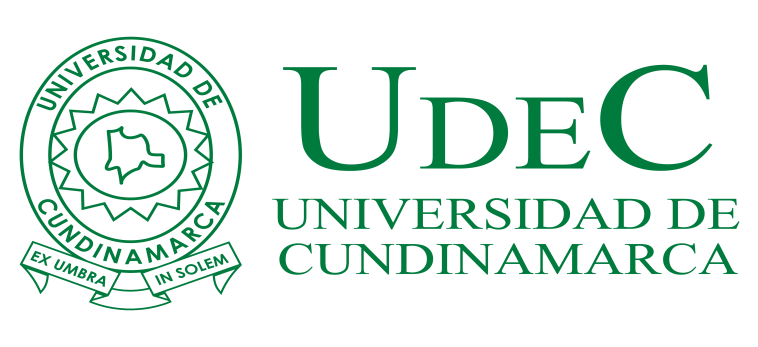 UNIVERSIDAD DE
CUNDINAMARCA
EX UMBRA
IN SOLEM
UDEC
UNIVERSIDAD DE
CUNDINAMARCA